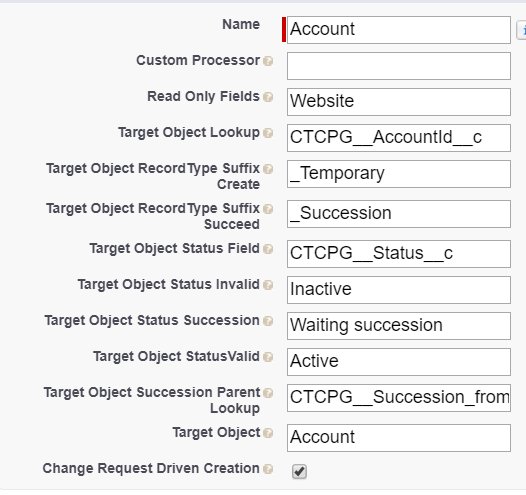 Name Account
Custom Processor
Read Only Fields Website
Target Object Lookup CTCPG__AccountId__c
Target Object RecordType Suffix
Create _Temporary
Target Object RecordType Suffix
Succeed _Succession
Target Object Status Field CTCPG__Status__c
Target Object Status Invalid Inactive
Target Object Status Succession Waiting succession
Target Object StatusValid Active
Target Object Succession Parent
Lookup CTCPG__Succession_from
Target Object Account
Change Request Driven Creation